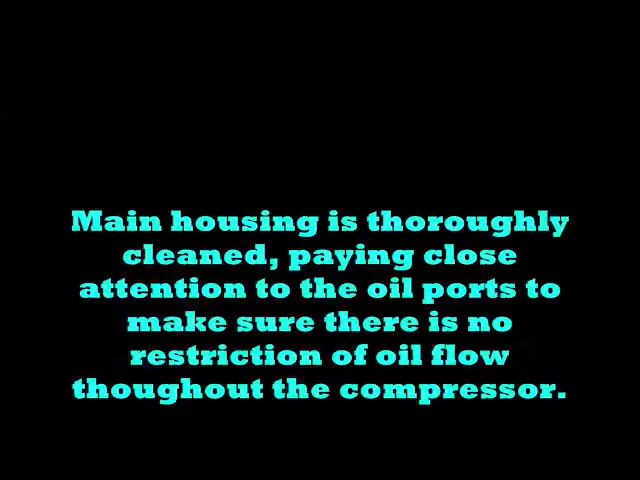 Main housing is thoroughly
cleaned, paying close
attention to the oil ports to
make sure there is no
restriction of oil flow
thoughout the compressor.